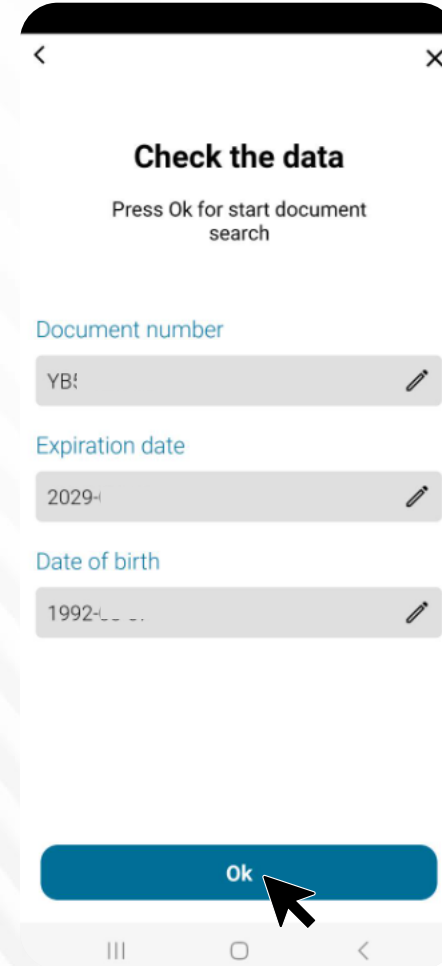 Check the data
Press Ok for start document
search
Document number
YB5
Expiration date
2029-
Date of birth
1992-
Ok